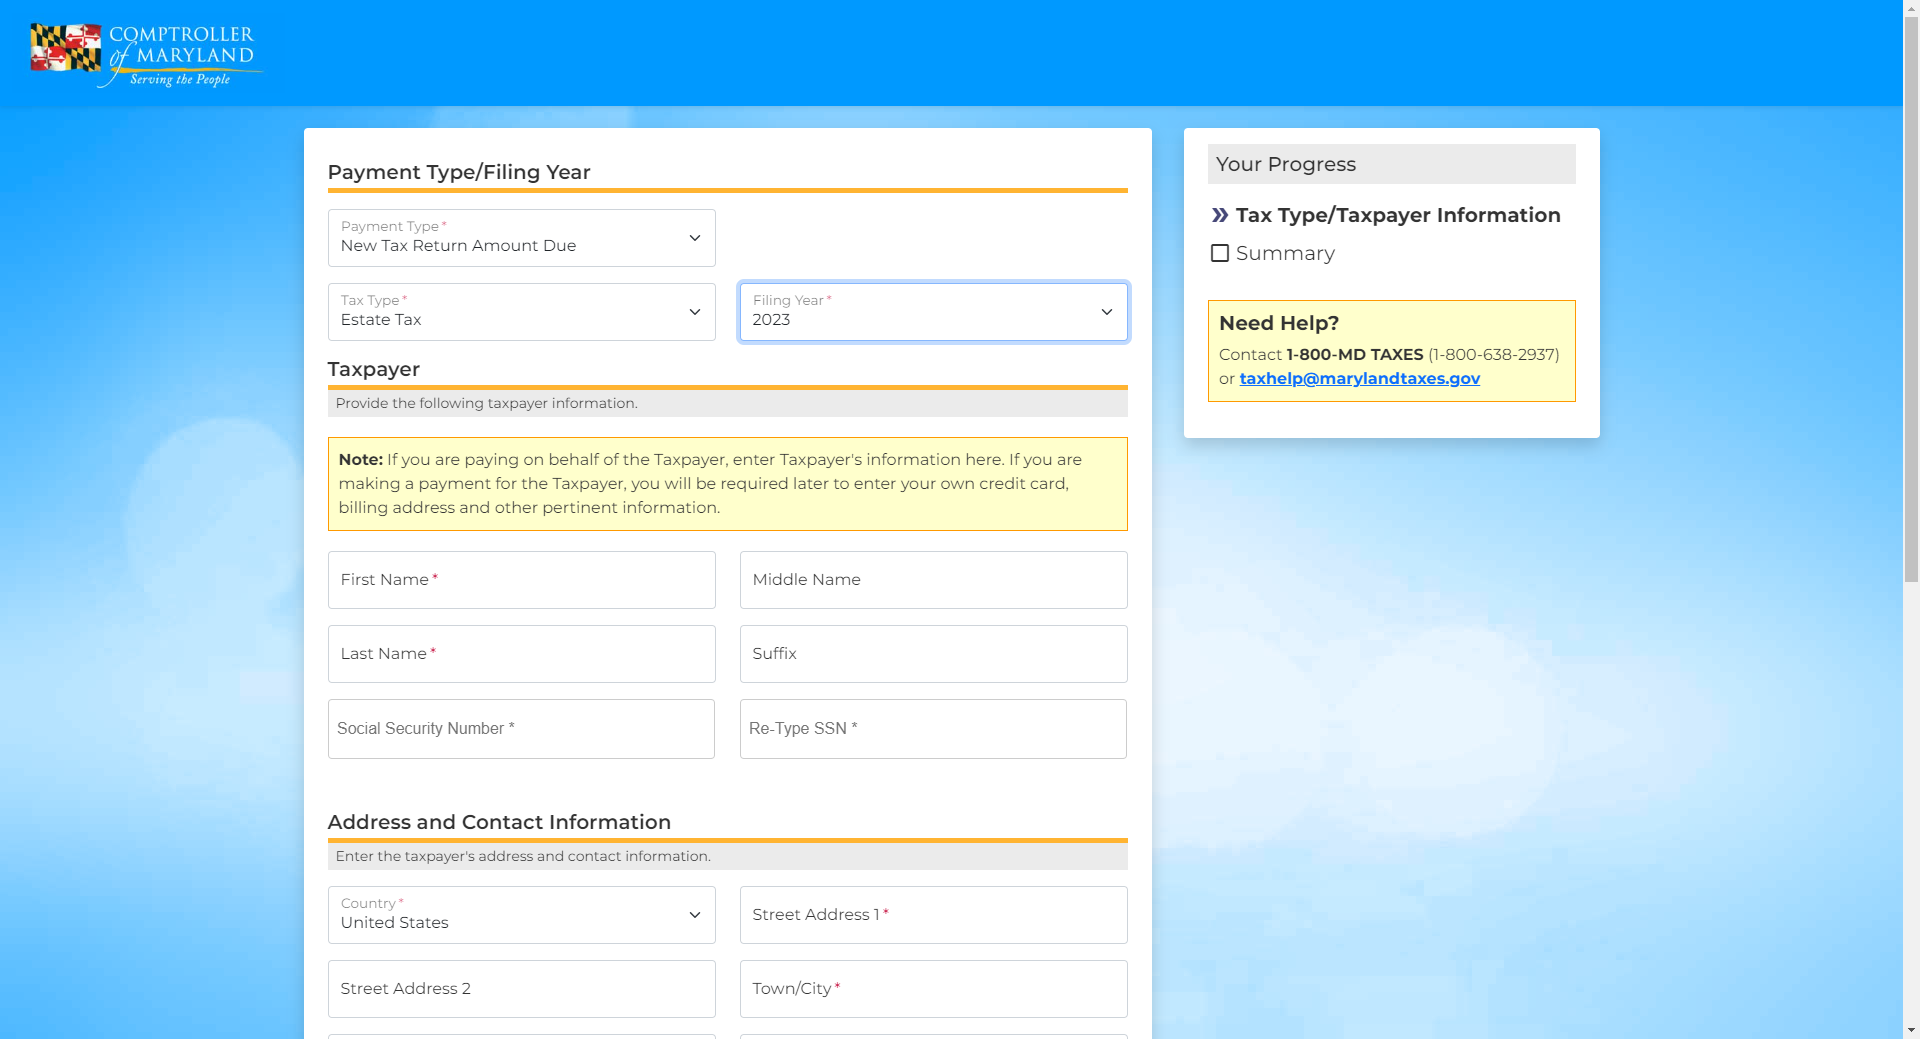 COMPTROLLER
of MARYLAND
Serving the People
Payment Type/Filing Year
Payment Type *
New Tax Return Amount Due
Tax Type *
Estate Tax
Filing Year *
2023
Taxpayer
Provide the following taxpayer information.
Note: If you are paying on behalf of the Taxpayer, enter Taxpayer's information here. If you are
making a payment for the Taxpayer, you will be required later to enter your own credit card,
billing address and other pertinent information.
First Name *
Middle Name
Last Name *
Suffix
Social Security Number *
Re-Type SSN *
Address and Contact Information
Enter the taxpayer's address and contact information.
Country *
United States
Street Address 1 *
Street Address 2
Town/City *
Your Progress
Tax Type/Taxpayer Information
Summary
Need Help?
Contact 1-800-MD TAXES (1-800-638-2937)
or taxhelp@marylandtaxes.gov